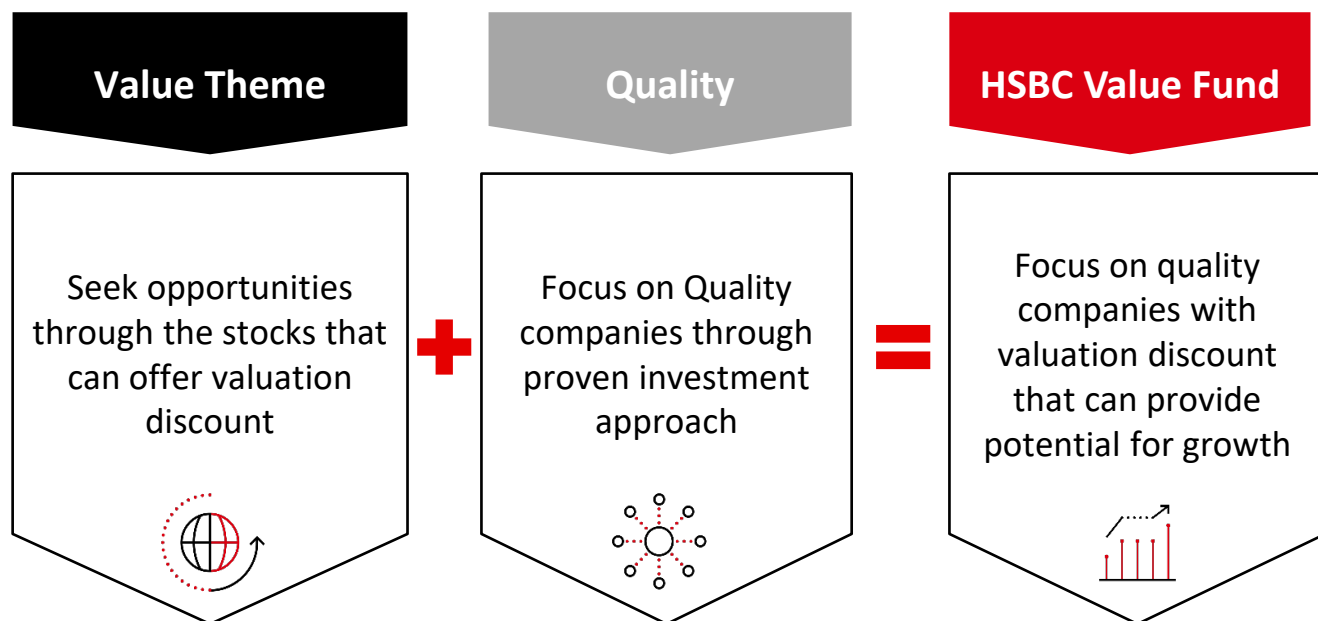 Value Theme
Quality
HSBC Value Fund
Seek opportunities
through the stocks that
can offer valuation
discount
Focus on Quality
companies through
proven investment
approach
Focus on quality
companies with
valuation discount
that can provide
potential for growth